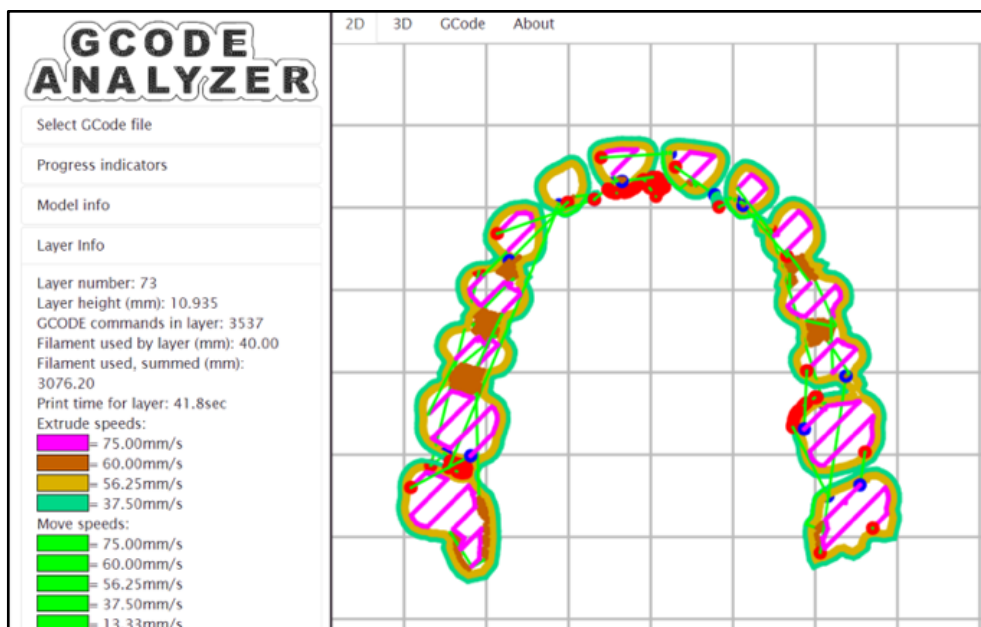 GCODE
ANALYZER
2D 3D GCode About
Select GCode file
Progress indicators
Model info
Layer Info
Layer number: 73
Layer height (mm): 10.935
GCODE commands in layer: 3537
Filament used by layer (mm): 40.00
Filament used, summed (mm):
3076.20
Print time for layer: 41.8sec
Extrude speeds:
= 75.00mm/s
= 60.00mm/s
= 56.25mm/s
= 37.50mm/s
Move speeds:
= 75.00mm/s
= 60.00mm/s
= 56.25mm/s
= 37.50mm/s
= 13.33mm/s